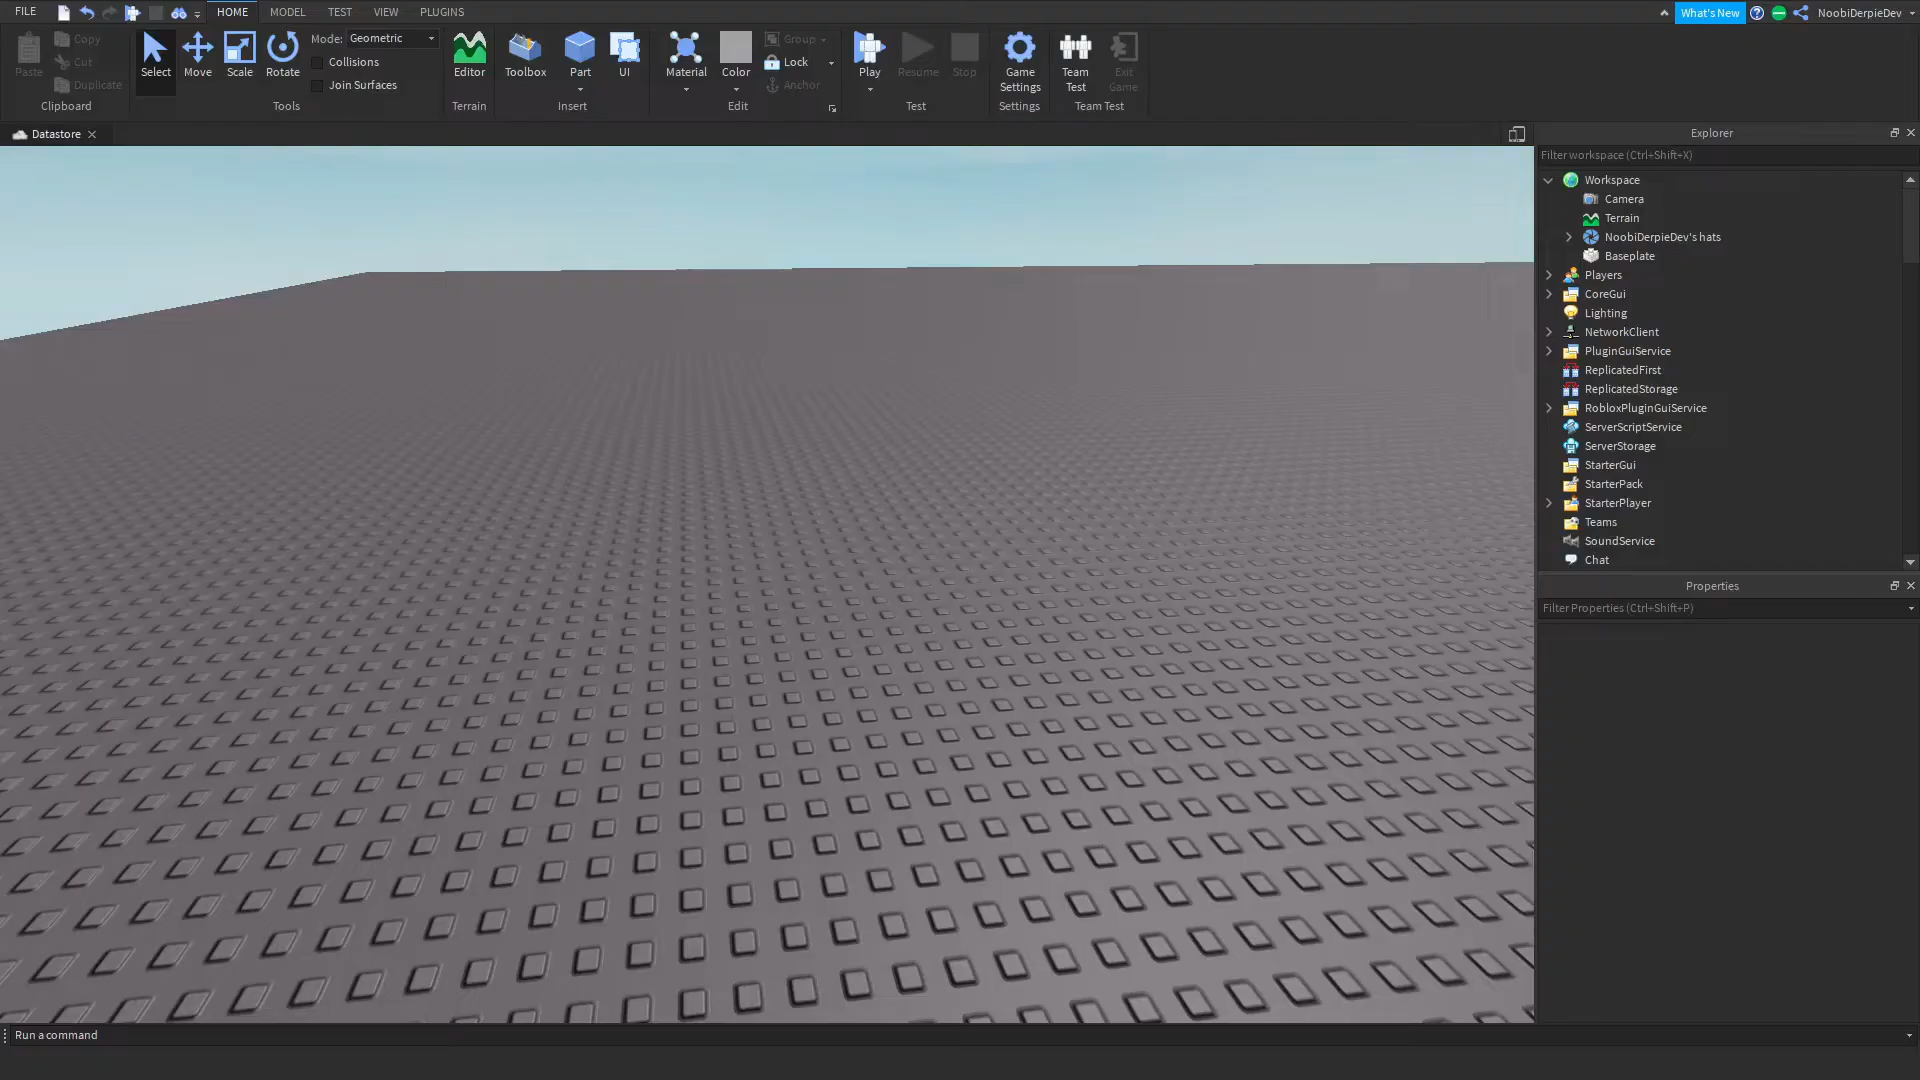 FILE HOME MODEL TEST VIEW PLUGINS What's New NoobiDerpieDev
Paste Copy Cut Duplicate Clipboard
Select Move Scale Rotate Mode: Geometric Collisions Join Surfaces Tools
Editor Terrain
Toolbox Part UI Insert
Material Color Group Lock Anchor Edit
Play Resume Stop Test
Game Settings Settings
Team Test Exit Game Team Test
Datastore
Explorer
Filter workspace (Ctrl+Shift+X)
Workspace
Camera
Terrain
NoobiDerpieDev's hats
Baseplate
Players
CoreGui
Lighting
NetworkClient
PluginGuiService
ReplicatedFirst
ReplicatedStorage
RobloxPluginGuiService
ServerScriptService
ServerStorage
StarterGui
StarterPack
StarterPlayer
Teams
SoundService
Chat
Properties
Filter Properties (Ctrl+Shift+P)
Run a command